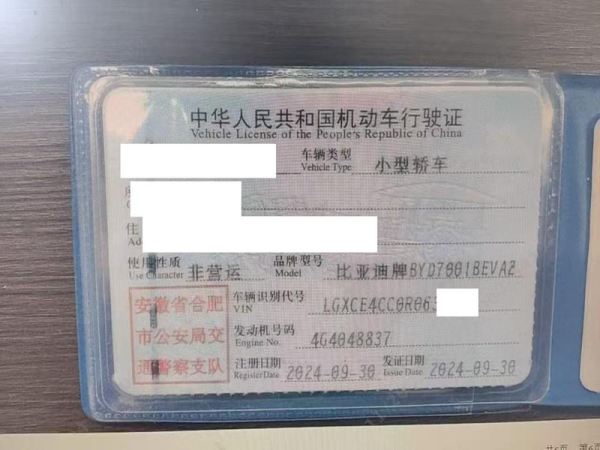 中华人民共和国机动车行驶证
Vehicle License of the People's Republic of China
车辆类型 小型轿车
Vehicle Type
住
Add
使用性质 非营运 品牌型号 比亚迪牌BYD7001BEVA2
Use Character Model
安徽省合肥 车辆识别代号 LGXCE4CC0R06
VIN
市公安局交 发动机号码 4G4048837
Engine No.
通警察支队 注册日期 2024-09-30 发证日期 2024-09-30
Register Date Issue Date